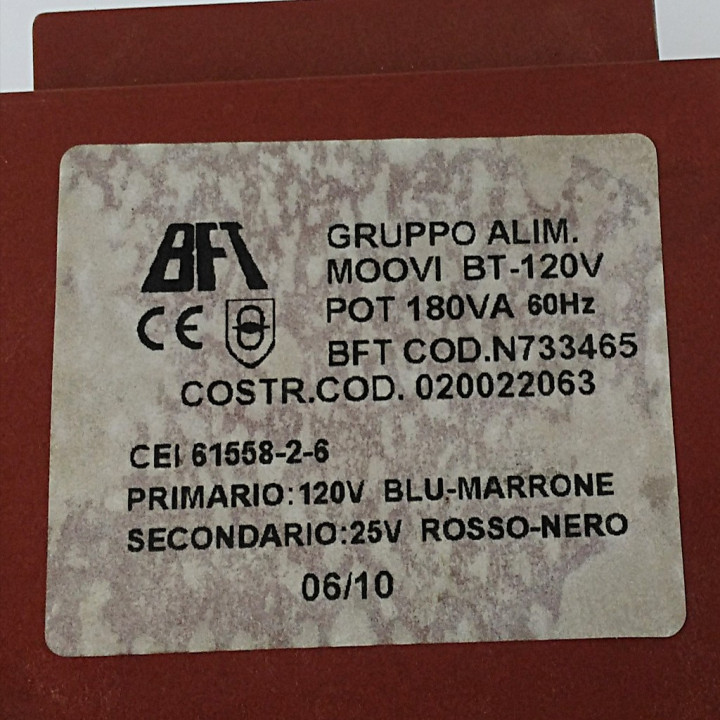 BFT
GRUPPO ALIM.
MOOVI BT-120V
CE
POT 180VA 60Hz
BFT COD.N733465
COSTR.COD. 020022063
CEI 61558-2-6
PRIMARIO:120V BLU-MARRONE
SECONDARIO:25V ROSSO-NERO
06/10